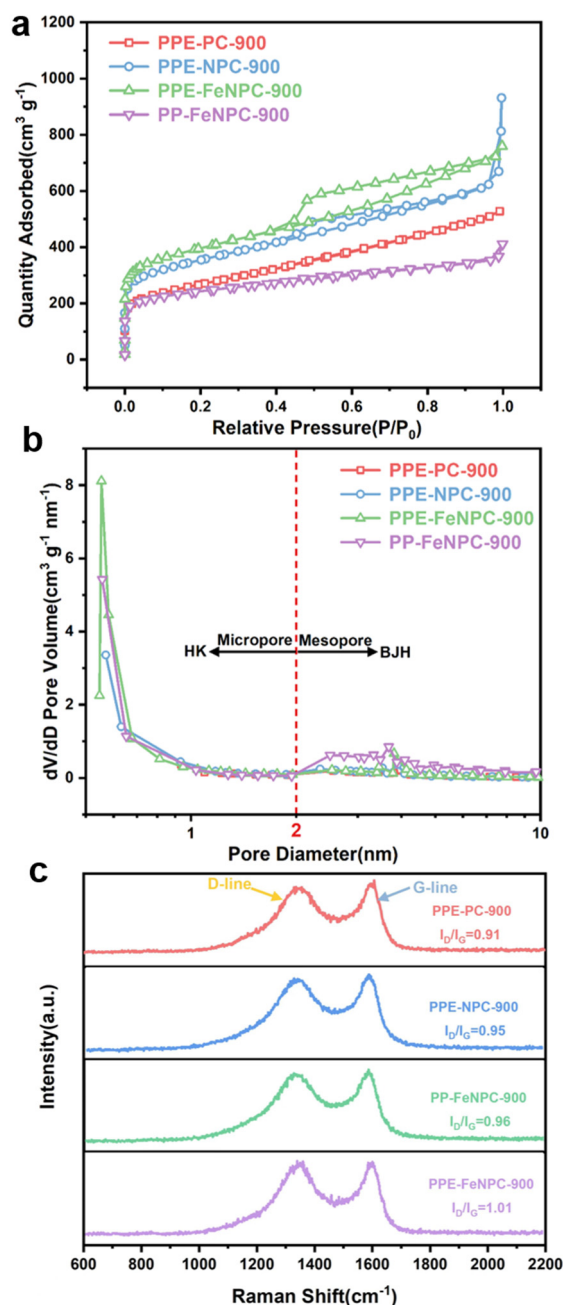 a
1200
1000
800
600
400
200
0
Quantity Adsorbed(cm³ g⁻¹)
PPE-PC-900
PPE-NPC-900
PPE-FeNPC-900
PP-FeNPC-900
0.0 0.2 0.4 0.6 0.8 1.0
Relative Pressure(P/P₀)
b
8
6
4
2
0
dV/dD Pore Volume(cm³ g⁻¹ nm⁻¹)
PPE-PC-900
PPE-NPC-900
PPE-FeNPC-900
PP-FeNPC-900
Micropore Mesopore
HK BJH
1 2 10
Pore Diameter(nm)
c
Intensity(a.u.)
D-line G-line
PPE-PC-900
I_D/I_G=0.91
PPE-NPC-900
I_D/I_G=0.95
PP-FeNPC-900
I_D/I_G=0.96
PPE-FeNPC-900
I_D/I_G=1.01
600 800 1000 1200 1400 1600 1800 2000 2200
Raman Shift(cm⁻¹)